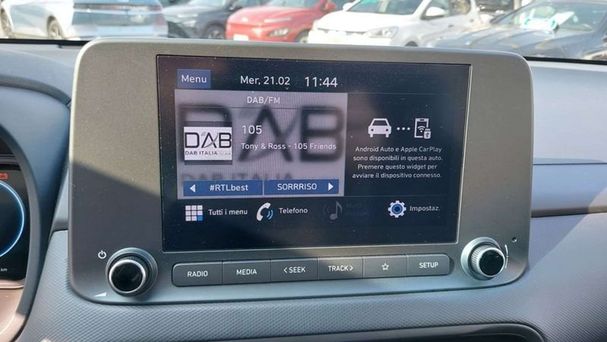 Menu
Mer. 21.02
11:44
DAB/FM
105
Tony & Ross - 105 Friends
DAB
DAB ITALIA
#RTLbest
SORRRISO
Android Auto e Apple CarPlay
sono disponibili in questa auto.
Premere questo widget per
avviare il dispositivo connesso.
Tutti i menu
Telefono
Impostaz.
RADIO
MEDIA
< SEEK
TRACK >
SETUP